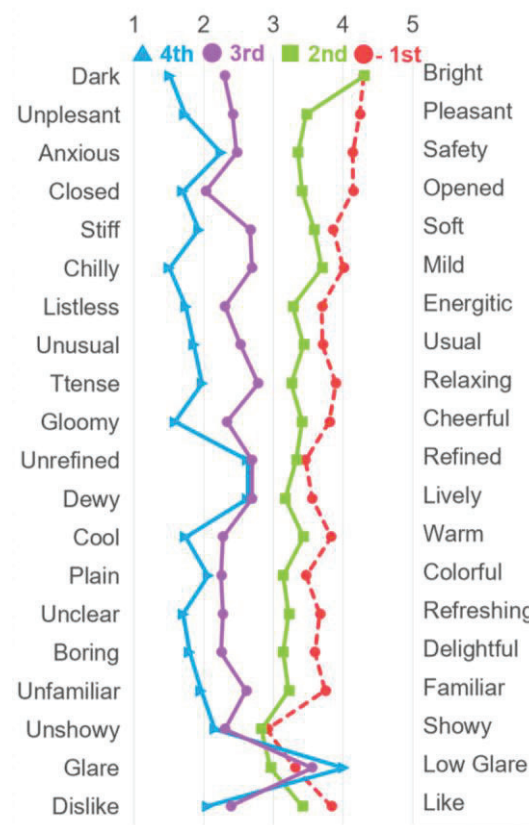 1 2 3 4 5
4th 3rd 2nd - 1st
Dark Bright
Unplesant Pleasant
Anxious Safety
Closed Opened
Stiff Soft
Chilly Mild
Listless Energitic
Unusual Usual
Ttense Relaxing
Gloomy Cheerful
Unrefined Refined
Dewy Lively
Cool Warm
Plain Colorful
Unclear Refreshing
Boring Delightful
Unfamiliar Familiar
Unshowy Showy
Glare Low Glare
Dislike Like